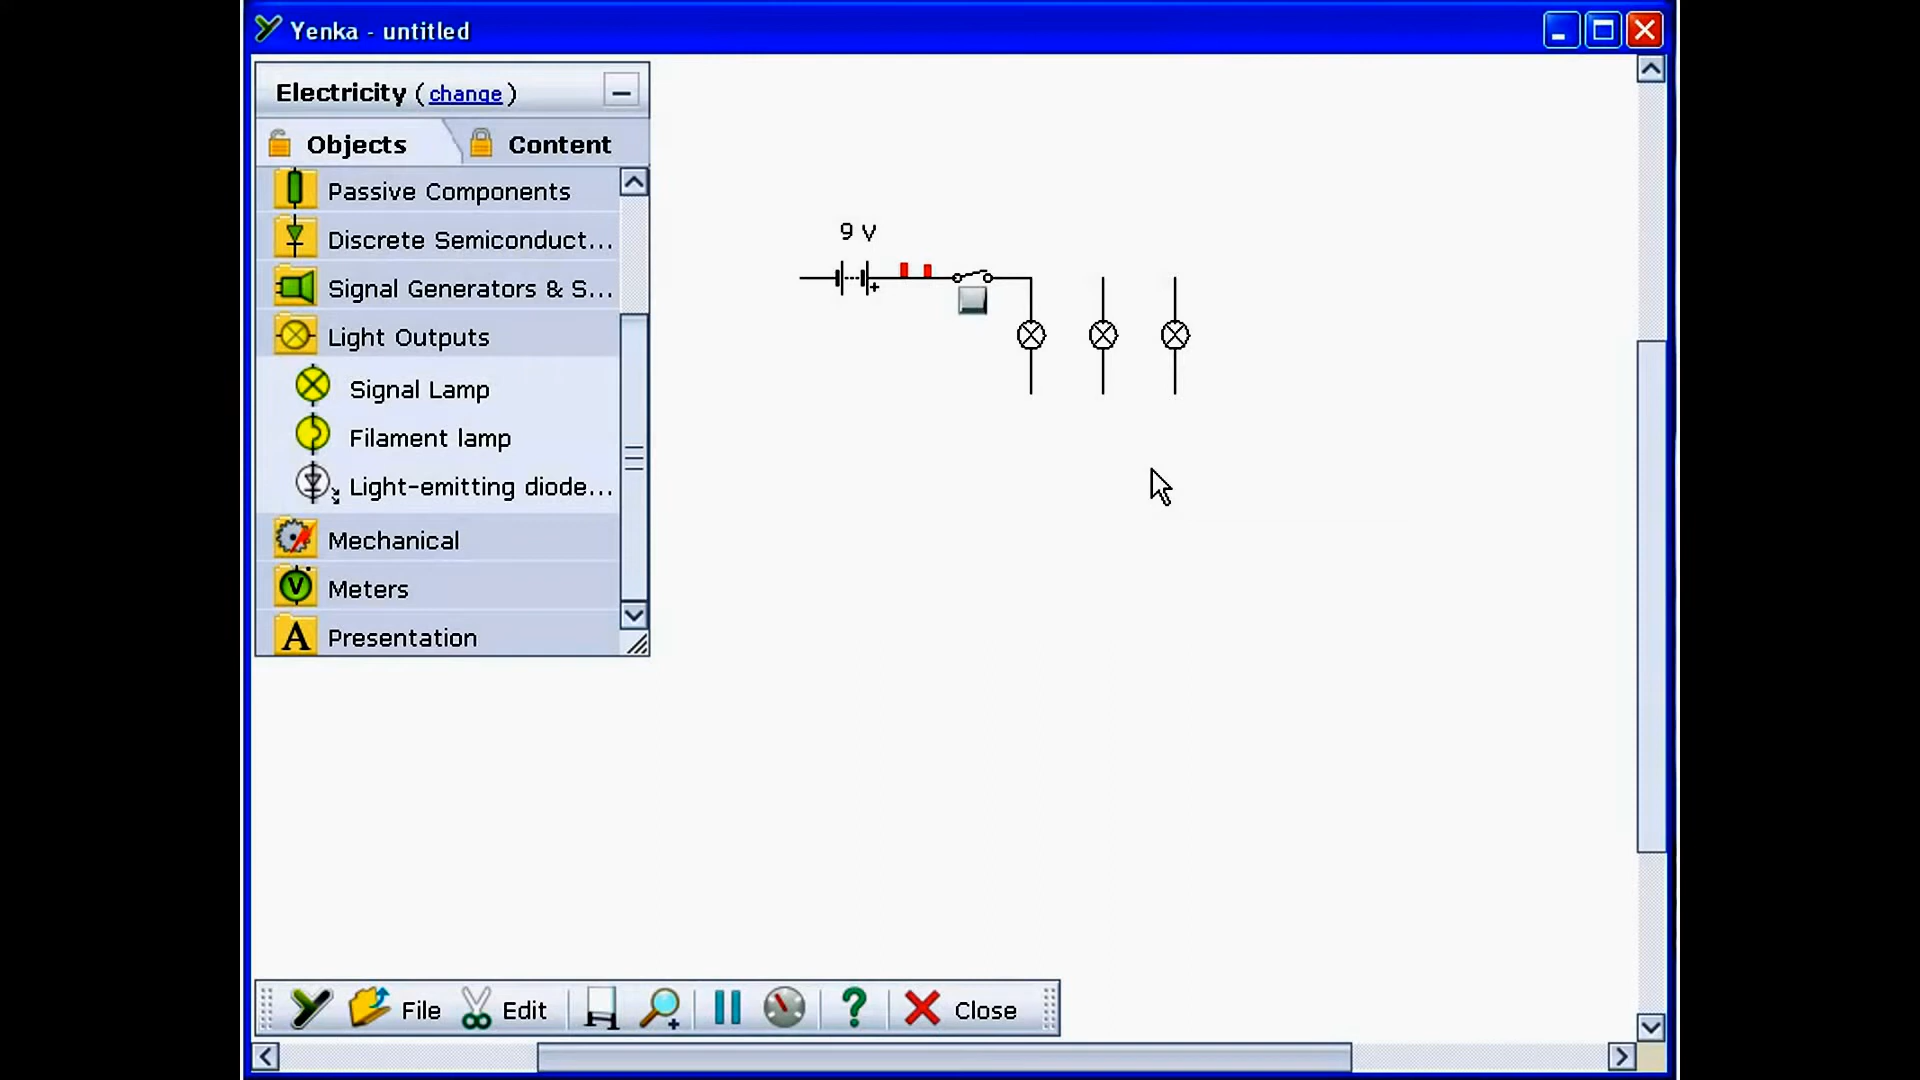 Yenka - untitled
Electricity (change)
Objects
Content
Passive Components
Discrete Semiconduct...
Signal Generators & S...
Light Outputs
Signal Lamp
Filament lamp
Light-emitting diode...
Mechanical
V
Meters
A
Presentation
9 V
+
File
Edit
?
Close